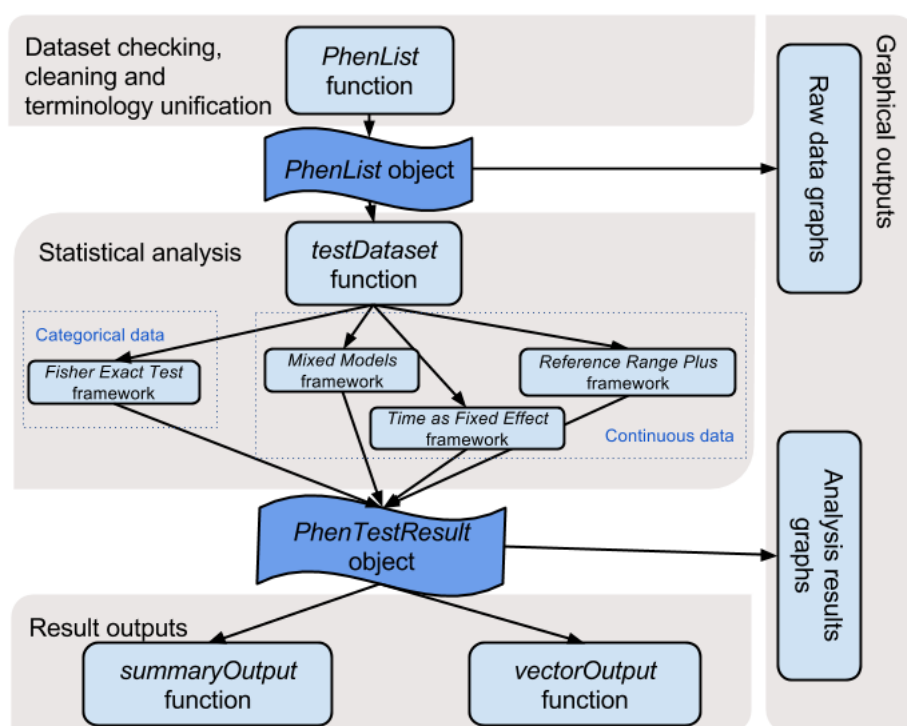 Dataset checking,
cleaning and
terminology unification
PhenList
function
PhenList object
Raw data graphs
Graphical outputs
Statistical analysis
testDataset
function
Categorical data
Fisher Exact Test
framework
Mixed Models
framework
Time as Fixed Effect
framework
Reference Range Plus
framework
Continuous data
PhenTestResult
object
Analysis results
graphs
Result outputs
summaryOutput
function
vectorOutput
function